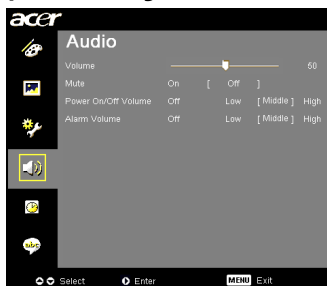 acer
Audio
Volume 50
Mute On [ Off ]
Power On/Off Volume Off Low [ Middle ] High
Alarm Volume Off Low [ Middle ] High
abc
Select Enter MENU Exit